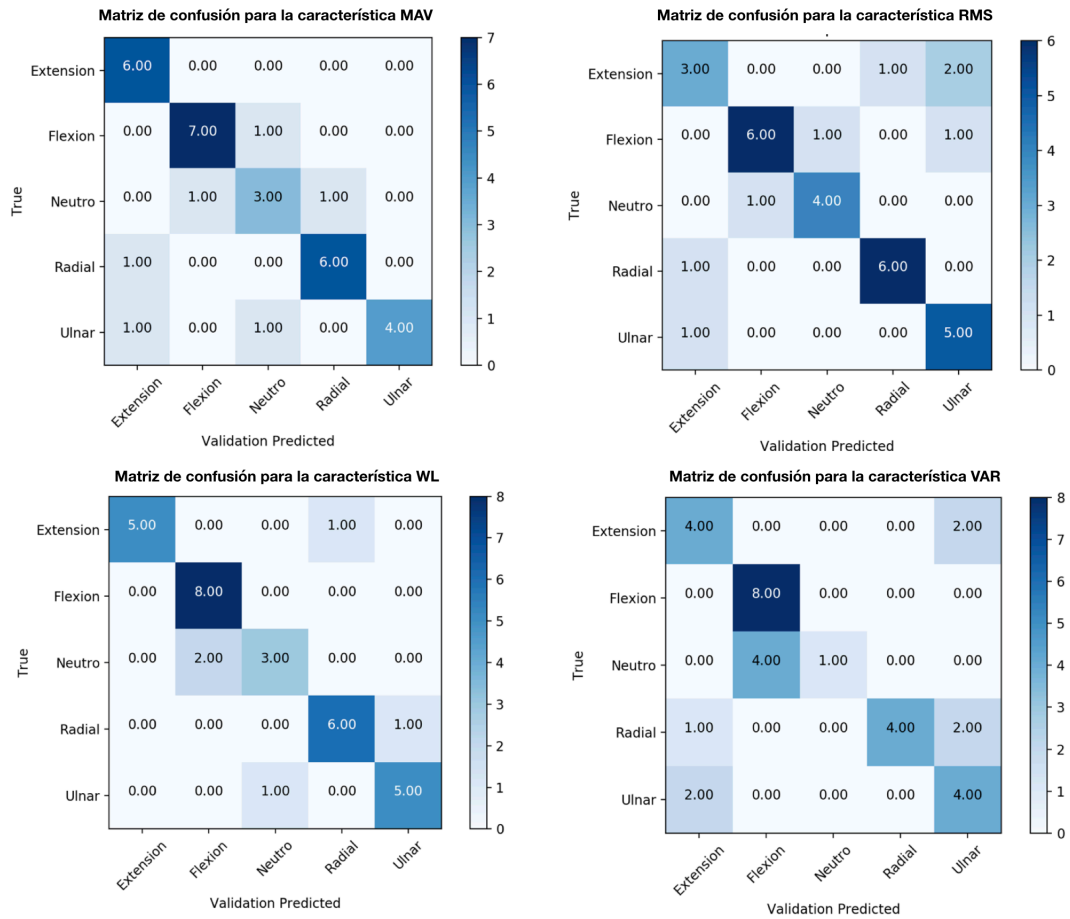 Matriz de confusión para la característica MAV
Extension 6.00 0.00 0.00 0.00 0.00
Flexion 0.00 7.00 1.00 0.00 0.00
Neutro 0.00 1.00 3.00 1.00 0.00
Radial 1.00 0.00 0.00 6.00 0.00
Ulnar 1.00 0.00 1.00 0.00 4.00
True
Extension Flexion Neutro Radial Ulnar
Validation Predicted
7
6
5
4
3
2
1
0
Matriz de confusión para la característica RMS
Extension 3.00 0.00 0.00 1.00 2.00
Flexion 0.00 6.00 1.00 0.00 1.00
Neutro 0.00 1.00 4.00 0.00 0.00
Radial 1.00 0.00 0.00 6.00 0.00
Ulnar 1.00 0.00 0.00 0.00 5.00
True
Extension Flexion Neutro Radial Ulnar
Validation Predicted
6
5
4
3
2
1
0
Matriz de confusión para la característica WL
Extension 5.00 0.00 0.00 1.00 0.00
Flexion 0.00 8.00 0.00 0.00 0.00
Neutro 0.00 2.00 3.00 0.00 0.00
Radial 0.00 0.00 0.00 6.00 1.00
Ulnar 0.00 0.00 1.00 0.00 5.00
True
Extension Flexion Neutro Radial Ulnar
Validation Predicted
8
7
6
5
4
3
2
1
0
Matriz de confusión para la característica VAR
Extension 4.00 0.00 0.00 0.00 2.00
Flexion 0.00 8.00 0.00 0.00 0.00
Neutro 0.00 4.00 1.00 0.00 0.00
Radial 1.00 0.00 0.00 4.00 2.00
Ulnar 2.00 0.00 0.00 0.00 4.00
True
Extension Flexion Neutro Radial Ulnar
Validation Predicted
8
7
6
5
4
3
2
1
0